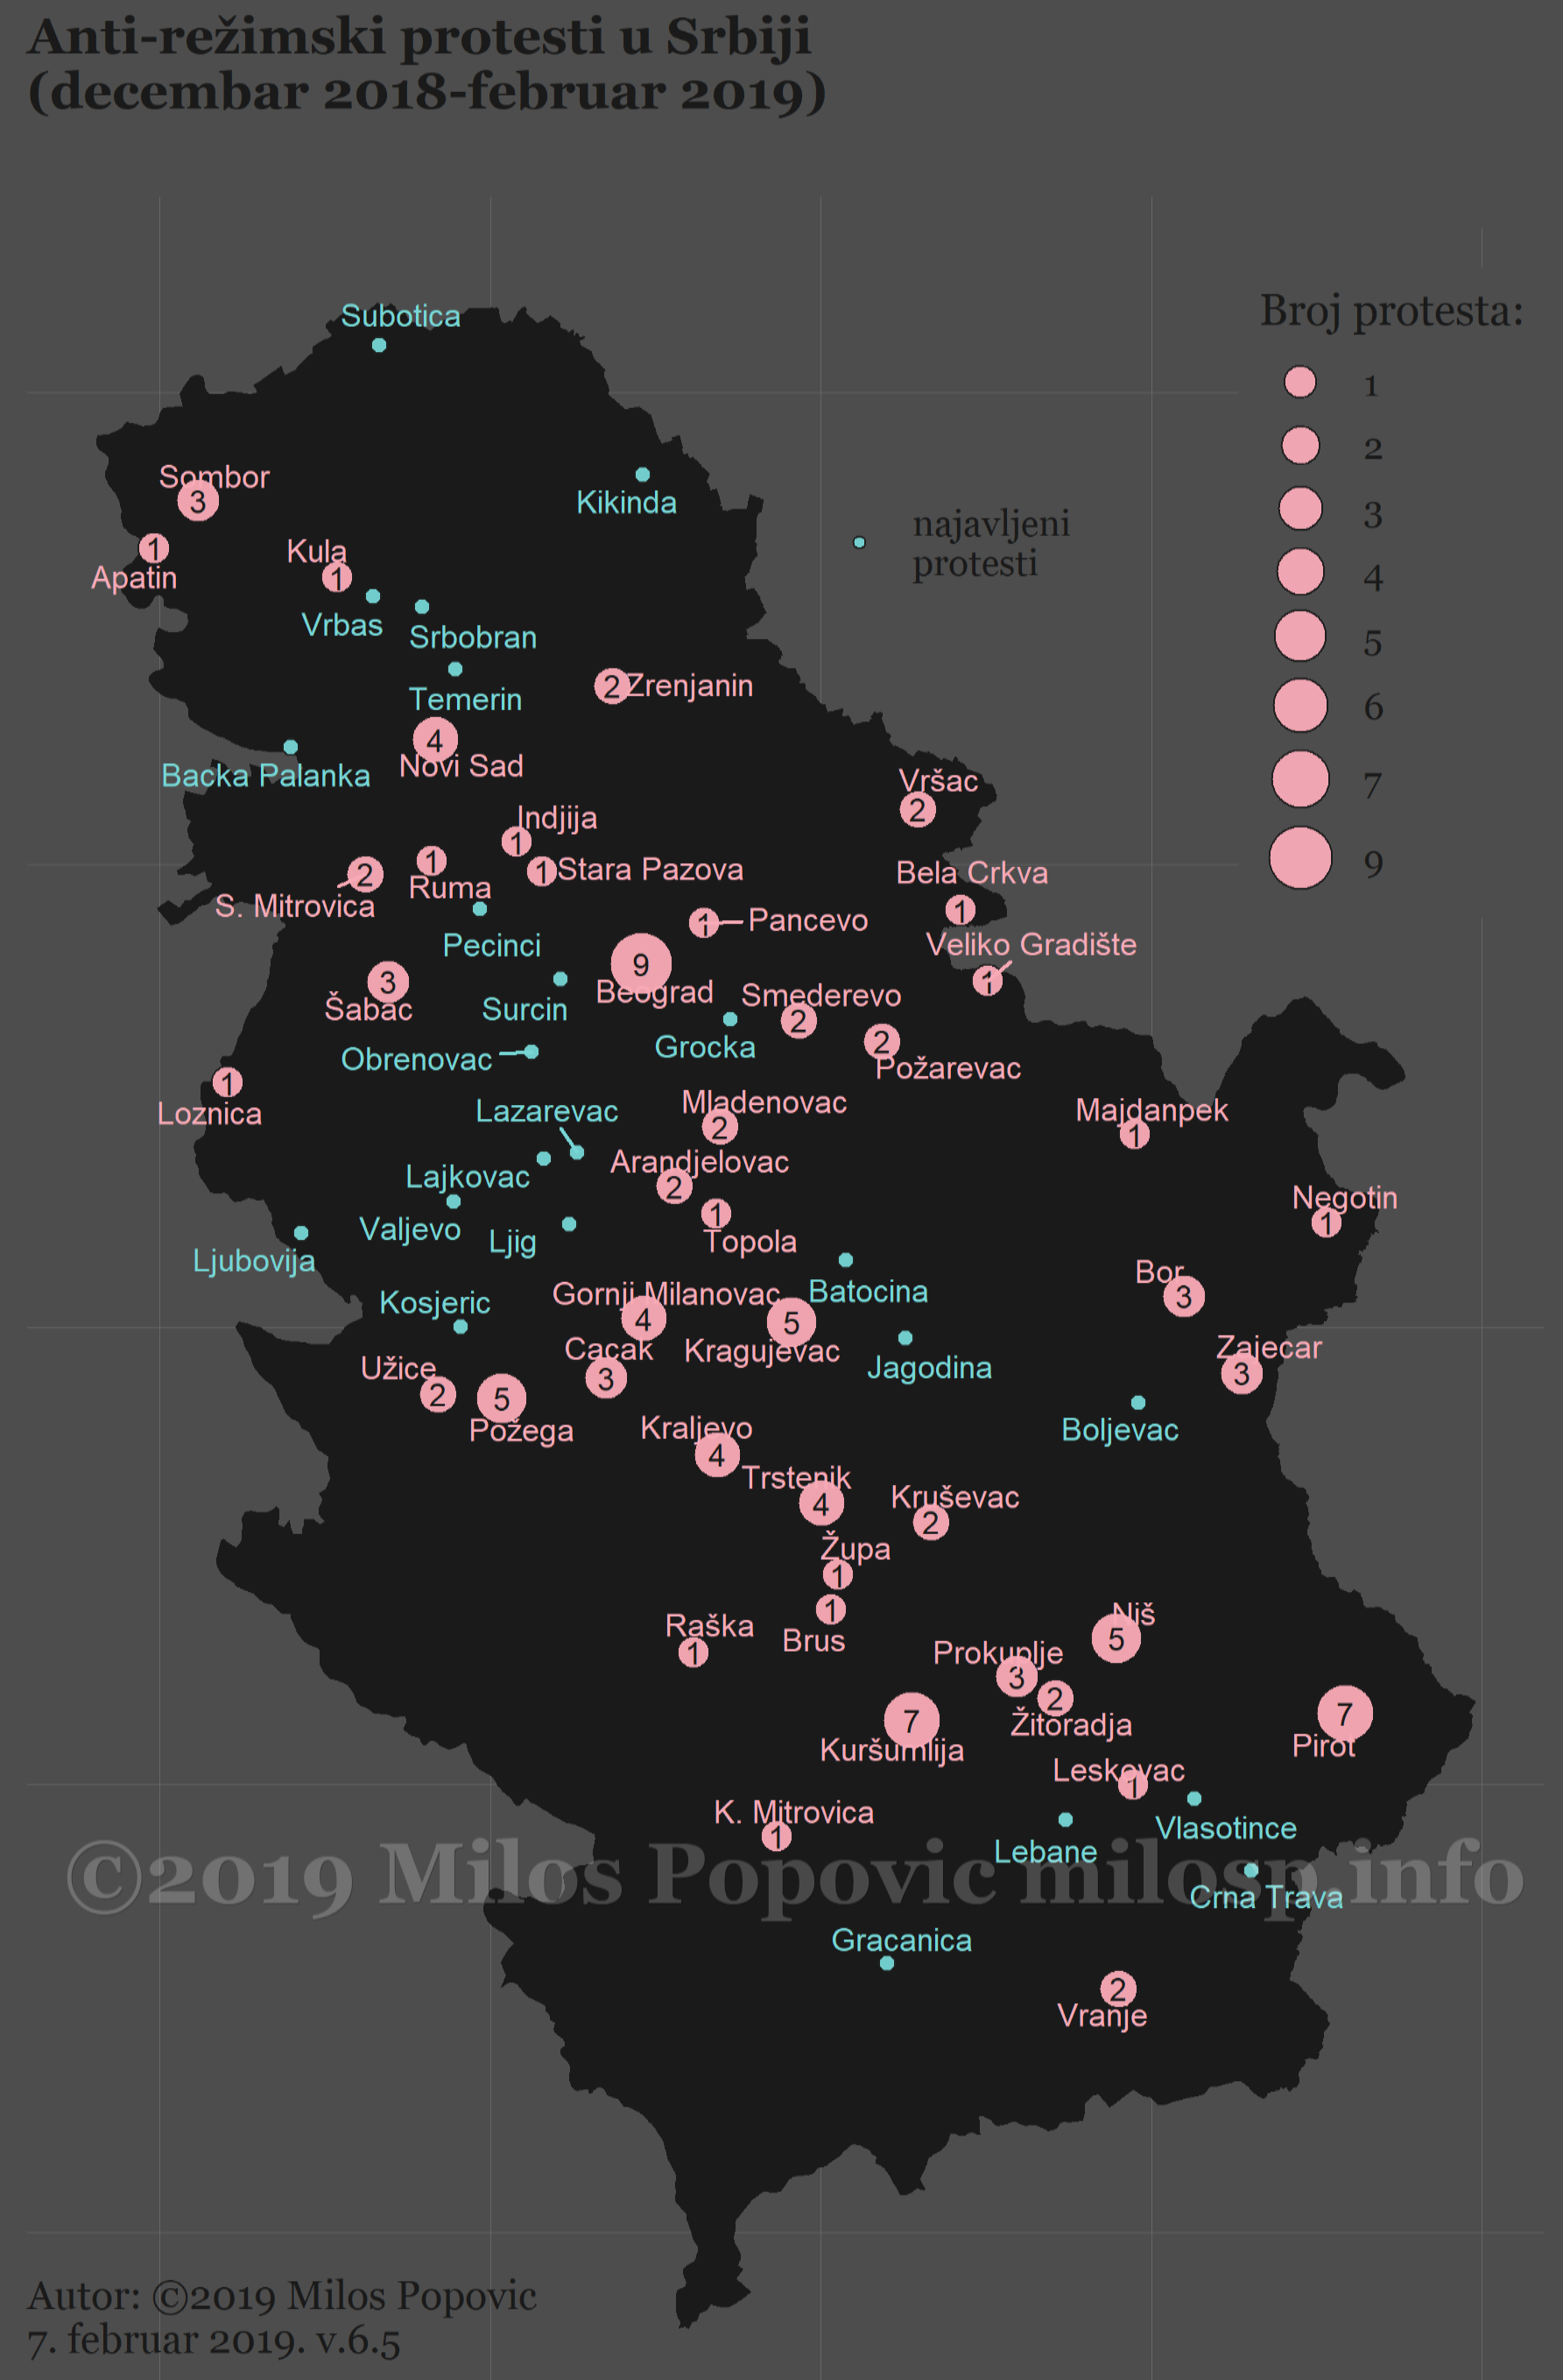 Anti-režimski protesti u Srbiji
(decembar 2018-februar 2019)
Broj protesta:
1
2
3
4
5
6
7
9
najavljeni
protesti
Subotica
Sombor
3
Kikinda
1
Apatin
Kula
1
Vrbas
Srbobran
Temerin
2 Zrenjanin
4
Novi Sad
Backa Palanka
Vršac
2
Indjija
1
1
Ruma
1 Stara Pazova
2
S. Mitrovica
Bela Crkva
1
Pecinci
1 Pancevo
Veliko Gradište
1
9
Beograd
3
Šabac
Surcin
Smederevo
2
Grocka
2
Požarevac
Obrenovac
1
Loznica
Lazarevac
Mladenovac
2
Majdanpek
1
Lajkovac
Arandjelovac
2
1
Topola
Valjevo
Ljig
Negotin
1
Ljubovija
Bor
3
Batocina
Kosjeric
Gornji Milanovac
4
5
Kragujevac
Cacak
3
Jagodina
Zajecar
3
Užice
2
5
Požega
Boljevac
Kraljevo
4
Trstenik
4
Kruševac
2
Župa
1
1
Brus
Raška
1
Niš
5
Prokuplje
3
2
Žitoradja
7
Kuršumlija
7
Pirot
Leskovac
1
Vlasotince
K. Mitrovica
1
Lebane
©2019 Milos Popovic milosp.info
Crna Trava
Gracanica
2
Vranje
Autor: ©2019 Milos Popovic
7. februar 2019. v.6.5